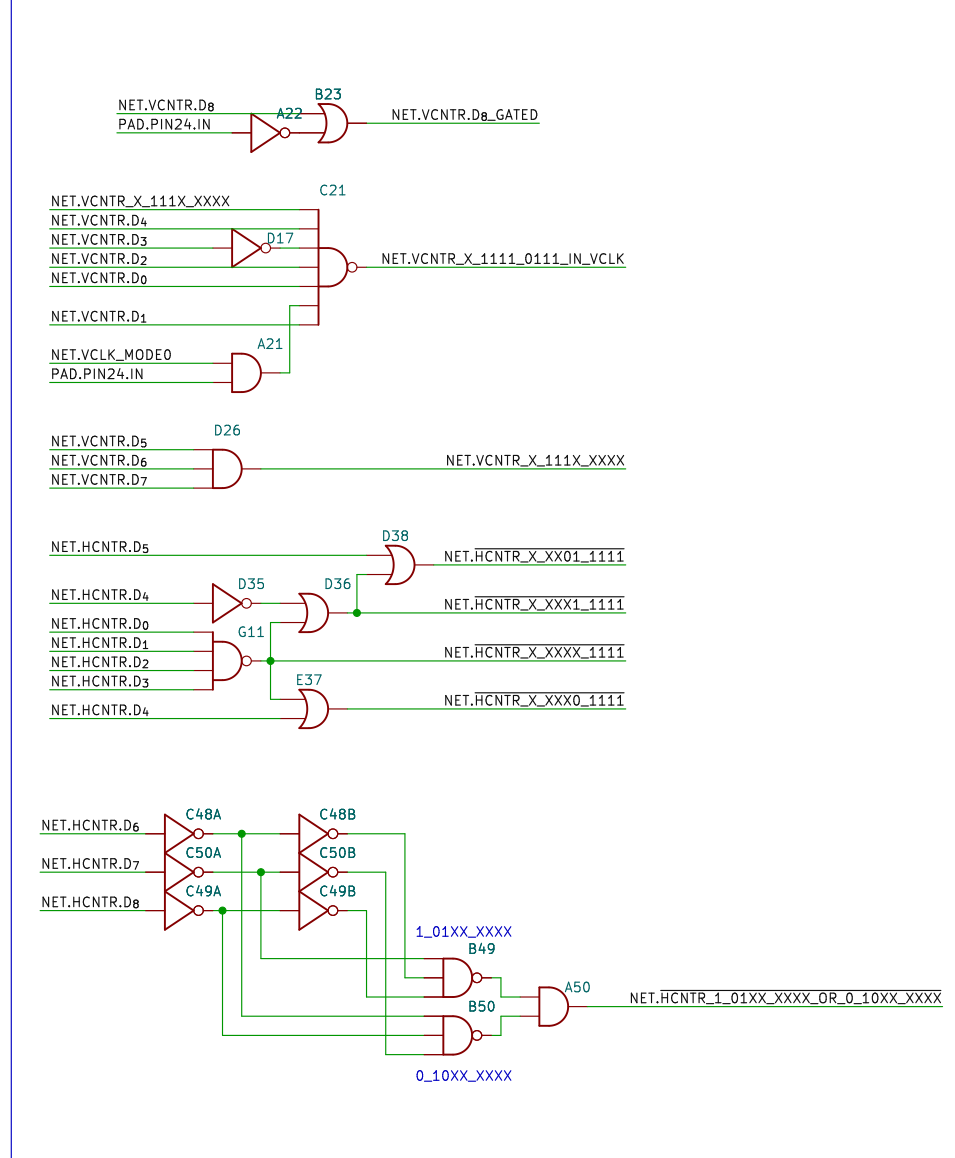 B23
NET.VCNTR.D8
A22
NET.VCNTR.D8_GATED
PAD.PIN24.IN
C21
NET.VCNTR_X_111X_XXXX
NET.VCNTR.D4
NET.VCNTR.D3
D17
NET.VCNTR.D2
NET.VCNTR_X_1111_0111_IN_VCLK
NET.VCNTR.D0
NET.VCNTR.D1
A21
NET.VCLK_MODE0
PAD.PIN24.IN
D26
NET.VCNTR.D5
NET.VCNTR.D6
NET.VCNTR_X_111X_XXXX
NET.VCNTR.D7
D38
NET.HCNTR.D5
NET.HCNTR_X_XX01_1111
D35
D36
NET.HCNTR.D4
NET.HCNTR_X_XXX1_1111
NET.HCNTR.D0
G11
NET.HCNTR.D1
NET.HCNTR_X_XXXX_1111
NET.HCNTR.D2
NET.HCNTR.D3
E37
NET.HCNTR_X_XXX0_1111
NET.HCNTR.D4
C48A
C48B
NET.HCNTR.D6
C50A
C50B
NET.HCNTR.D7
C49A
C49B
NET.HCNTR.D8
1_01XX_XXXX
B49
A50
NET.HCNTR_1_01XX_XXXX_OR_0_10XX_XXXX
B50
0_10XX_XXXX